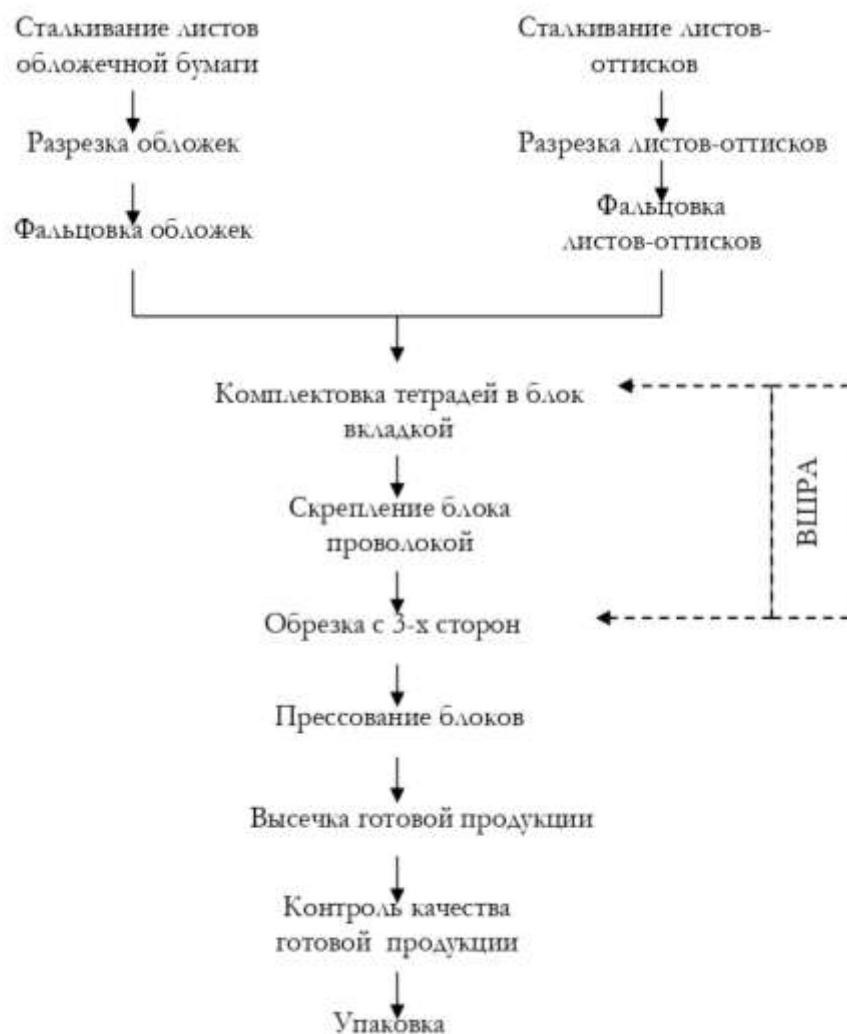 Сталкивание листов
обложечной бумаги
Сталкивание листов-
оттисков
Разрезка обложек
Разрезка листов-оттисков
Фальцовка обложек
Фальцовка
листов-оттисков
Комплектовка тетрадей в блок
вкладкой
ВШРА
Скрепление блока
проволокой
Обрезка с 3-х сторон
Прессование блоков
Высечка готовой продукции
Контроль качества
готовой продукции
Упаковка